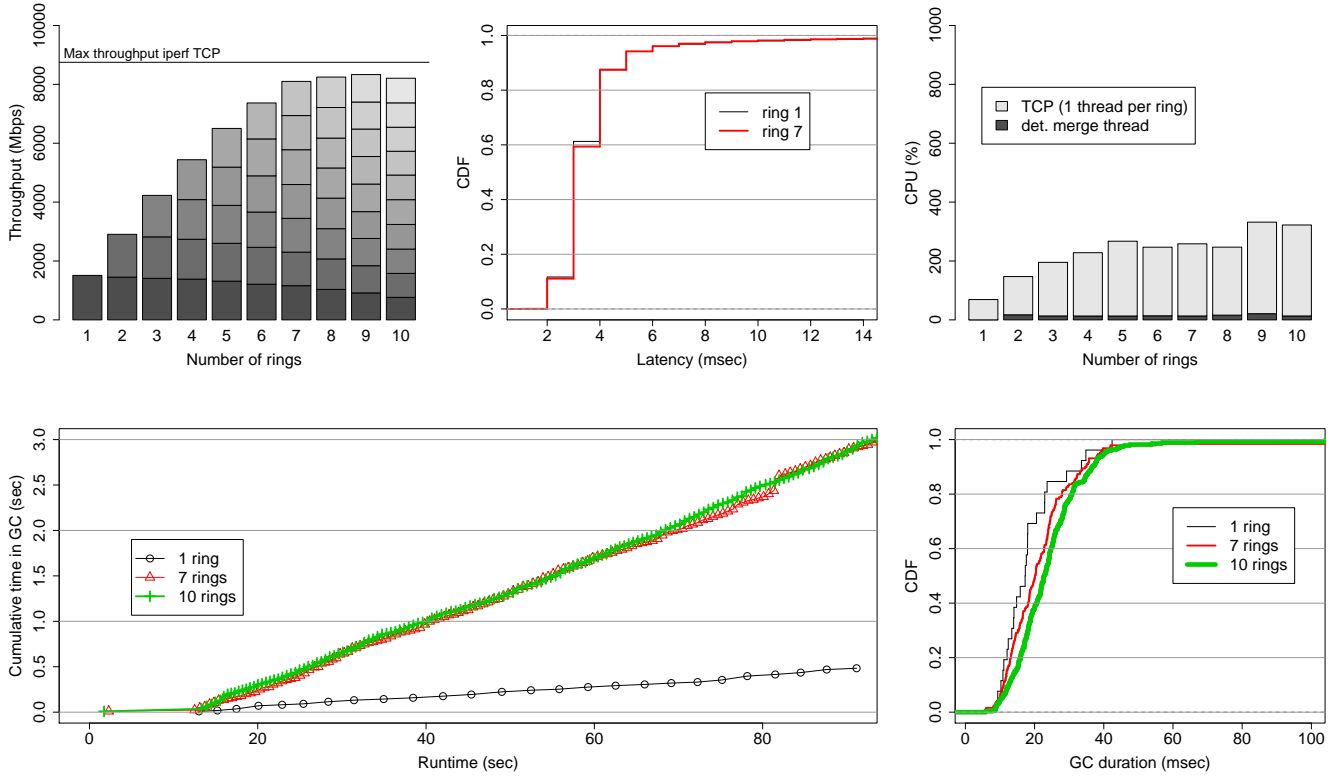 Max throughput iperf TCP
Throughput (Mbps)
0 2000 4000 6000 8000 10000
1 2 3 4 5 6 7 8 9 10
Number of rings
CDF
0.0 0.2 0.4 0.6 0.8 1.0
ring 1
ring 7
2 4 6 8 10 12 14
Latency (msec)
CPU (%)
0 200 400 600 800 1000
TCP (1 thread per ring)
det. merge thread
1 2 3 4 5 6 7 8 9 10
Number of rings
Cumulative time in GC (sec)
0.0 0.5 1.0 1.5 2.0 2.5 3.0
1 ring
7 rings
10 rings
0 20 40 60 80
Runtime (sec)
CDF
0.0 0.2 0.4 0.6 0.8 1.0
1 ring
7 rings
10 rings
0 20 40 60 80 100
GC duration (msec)